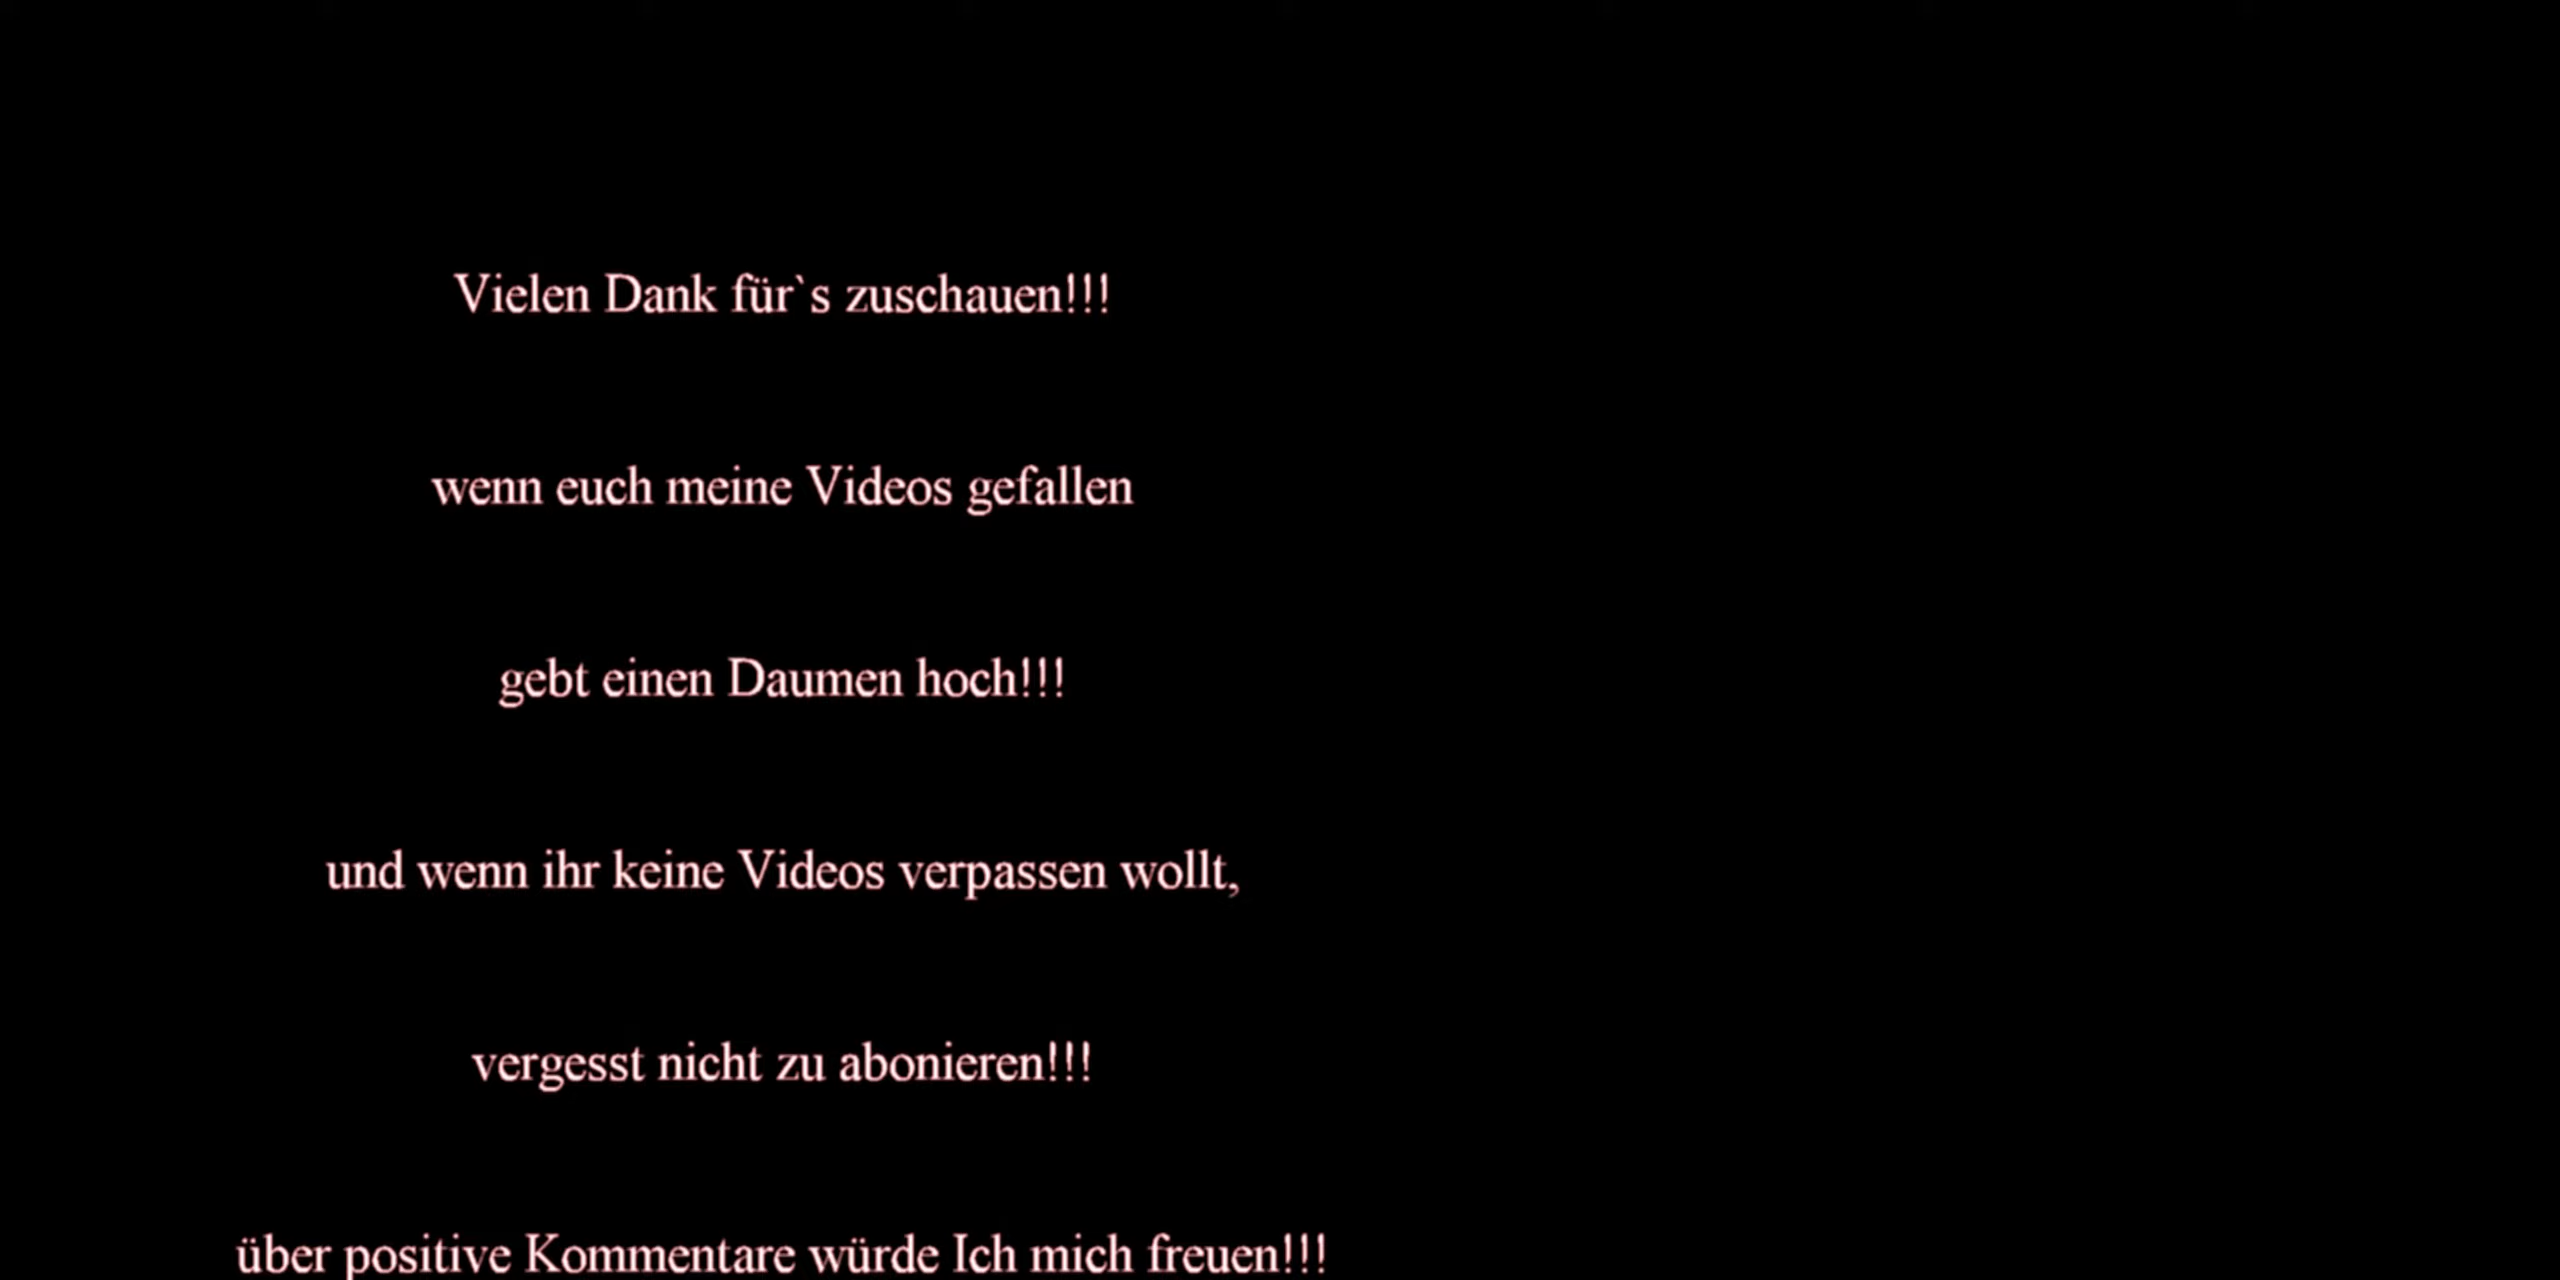 Vielen Dank für`s zuschauen!!!
wenn euch meine Videos gefallen
gebt einen Daumen hoch!!!
und wenn ihr keine Videos verpassen wollt,
vergesst nicht zu abonieren!!!
über positive Kommentare würde Ich mich freuen!!!